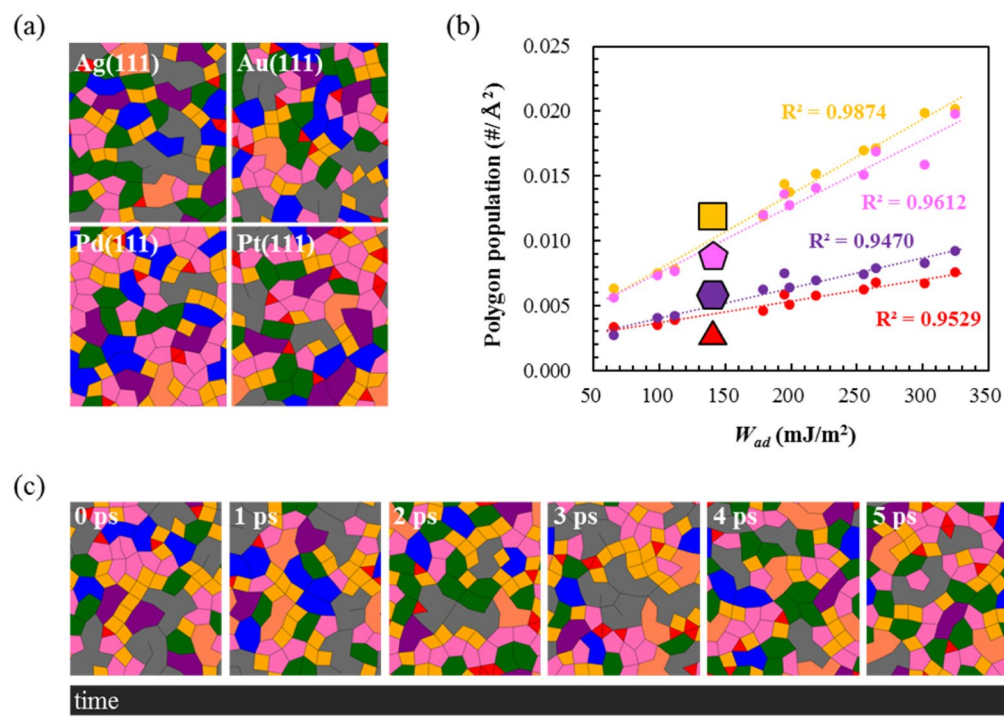 (a)
Ag(111) Au(111)
Pd(111) Pt(111)
(b)
Polygon population (#/Å²)
0.025
0.020
0.015
0.010
0.005
0.000
R² = 0.9874
R² = 0.9612
R² = 0.9470
R² = 0.9529
50 100 150 200 250 300 350
W_ad (mJ/m²)
(c)
0 ps 1 ps 2 ps 3 ps 4 ps 5 ps
time